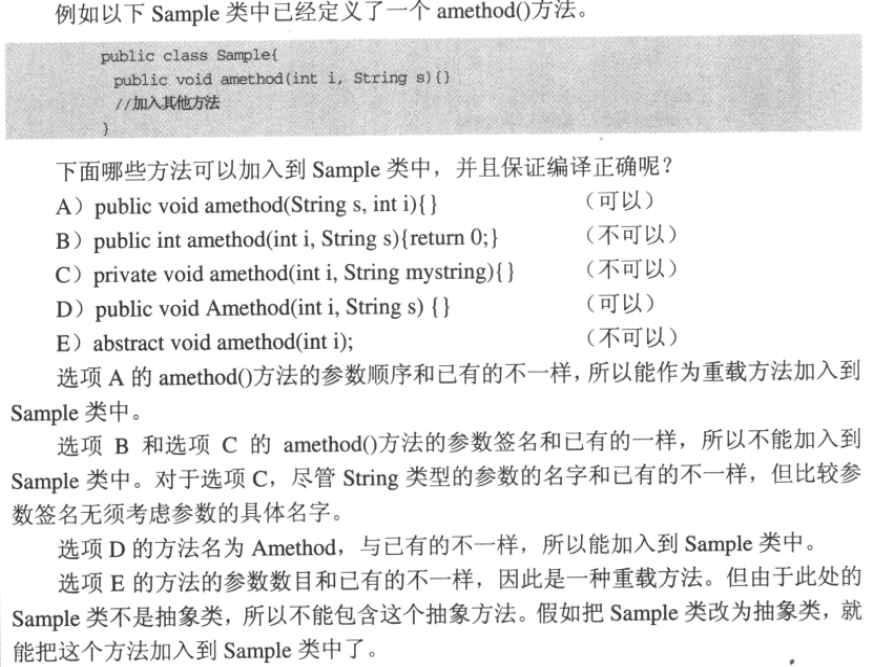 例如以下 Sample 类中已经定义了一个 amethod()方法。
public class Sample{
public void amethod(int i, String s){}
//加入其他方法
}
下面哪些方法可以加入到 Sample 类中，并且保证编译正确呢？
A）public void amethod(String s, int i){}　（可以）
B）public int amethod(int i, String s){return 0;}　（不可以）
C）private void amethod(int i, String mystring){}　（不可以）
D）public void Amethod(int i, String s) {}　（可以）
E）abstract void amethod(int i);　（不可以）
选项 A 的 amethod()方法的参数顺序和已有的不一样，所以能作为重载方法加入到
Sample 类中。
选项 B 和选项 C 的 amethod()方法的参数签名和已有的一样，所以不能加入到
Sample 类中。对于选项 C，尽管 String 类型的参数的名字和已有的不一样，但比较参
数签名无须考虑参数的具体名字。
选项 D 的方法名为 Amethod，与已有的不一样，所以能加入到 Sample 类中。
选项 E 的方法的参数数目和已有的不一样，因此是一种重载方法。但由于此处的
Sample 类不是抽象类，所以不能包含这个抽象方法。假如把 Sample 类改为抽象类，就
能把这个方法加入到 Sample 类中了。